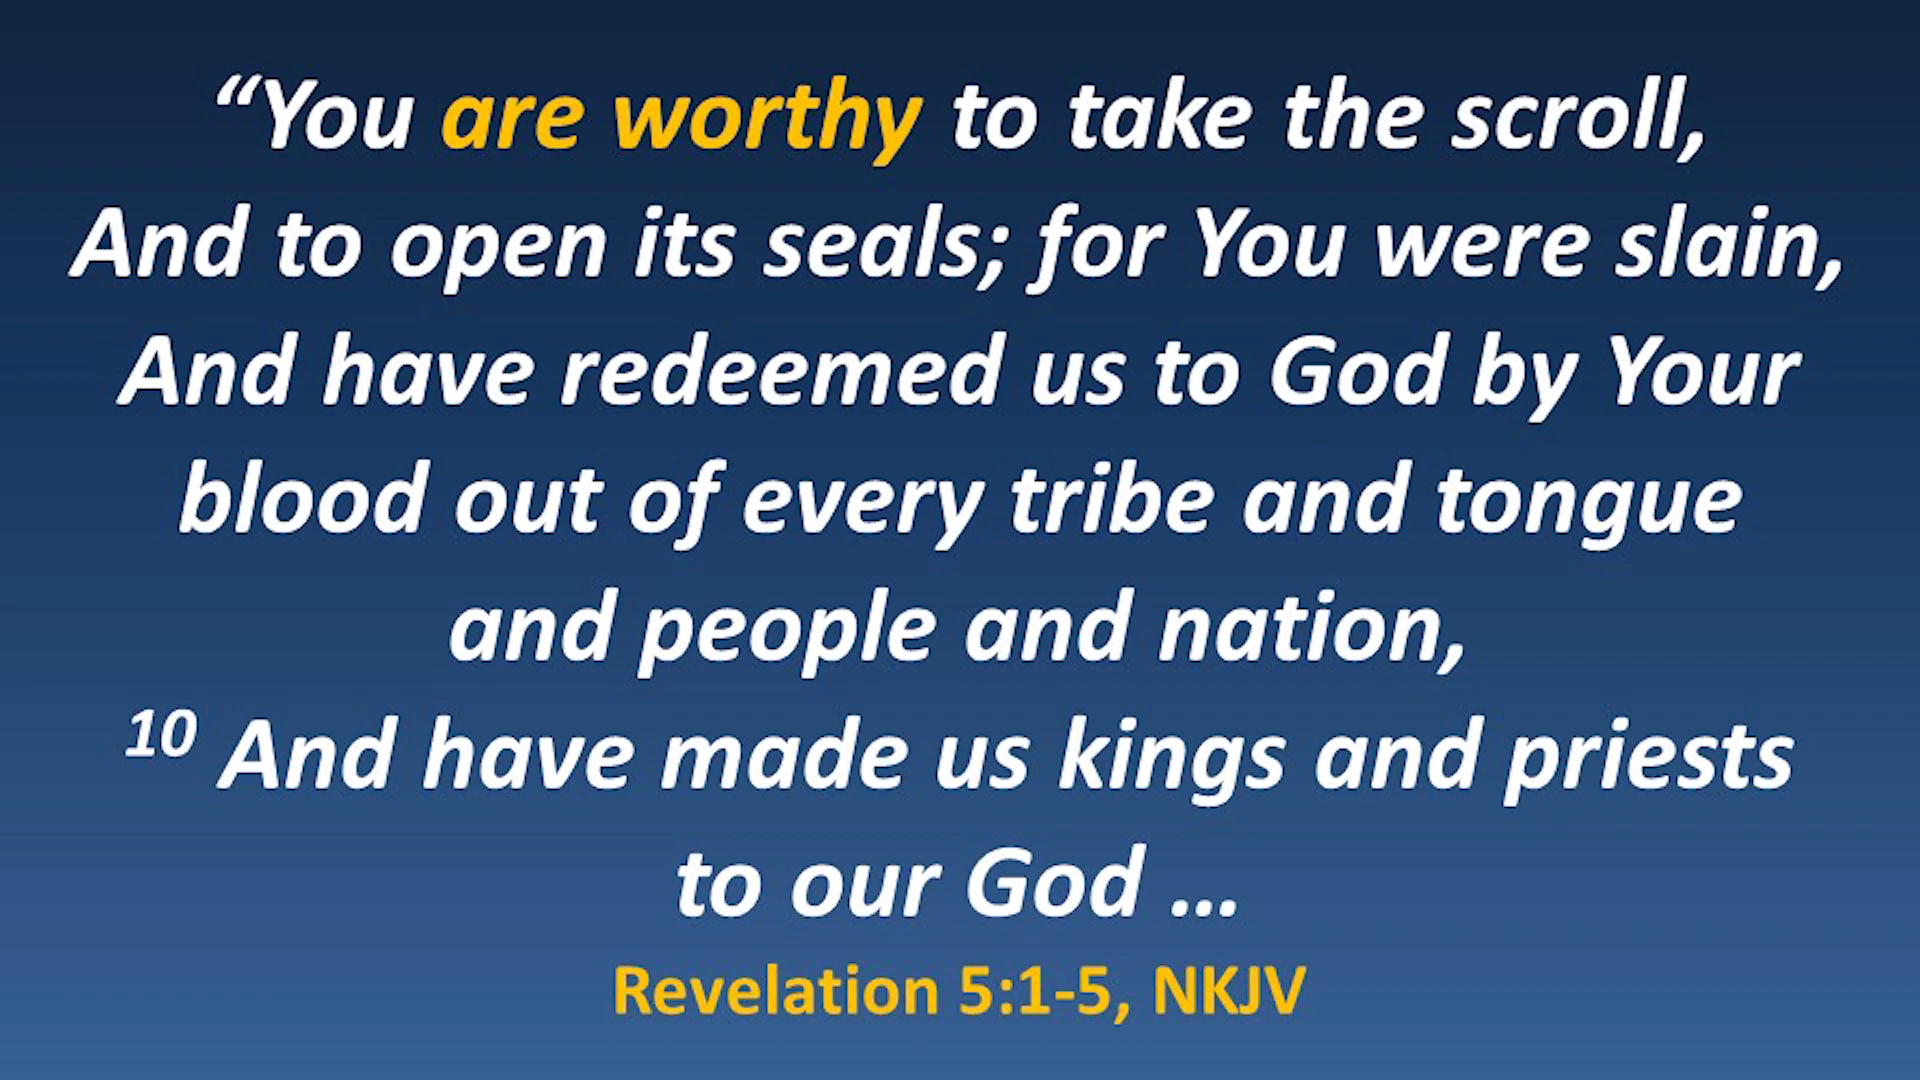 “You are worthy to take the scroll,
And to open its seals; for You were slain,
And have redeemed us to God by Your
blood out of every tribe and tongue
and people and nation,
10 And have made us kings and priests
to our God …
Revelation 5:1-5, NKJV